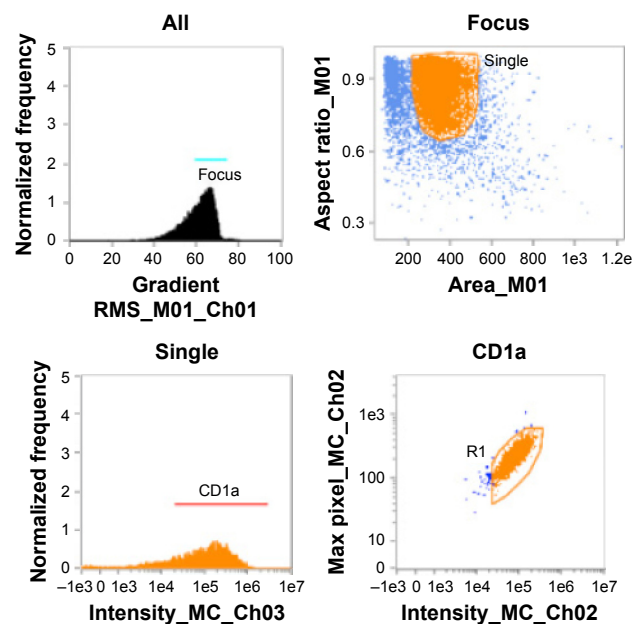 All
Normalized frequency
5
4
3
2
1
0
Focus
0 20 40 60 80 100
Gradient
RMS_M01_Ch01
Focus
Aspect ratio_M01
0.9
0.6
0.3
Single
200 400 600 800 1e3 1.2e
Area_M01
Single
Normalized frequency
5
4
3
2
1
0
CD1a
−1e3 0 1e3 1e4 1e5 1e6 1e7
Intensity_MC_Ch03
CD1a
Max pixel_MC_Ch02
1e3
100
10
0
R1
−1e3 0 1e3 1e4 1e5 1e6 1e7
Intensity_MC_Ch02